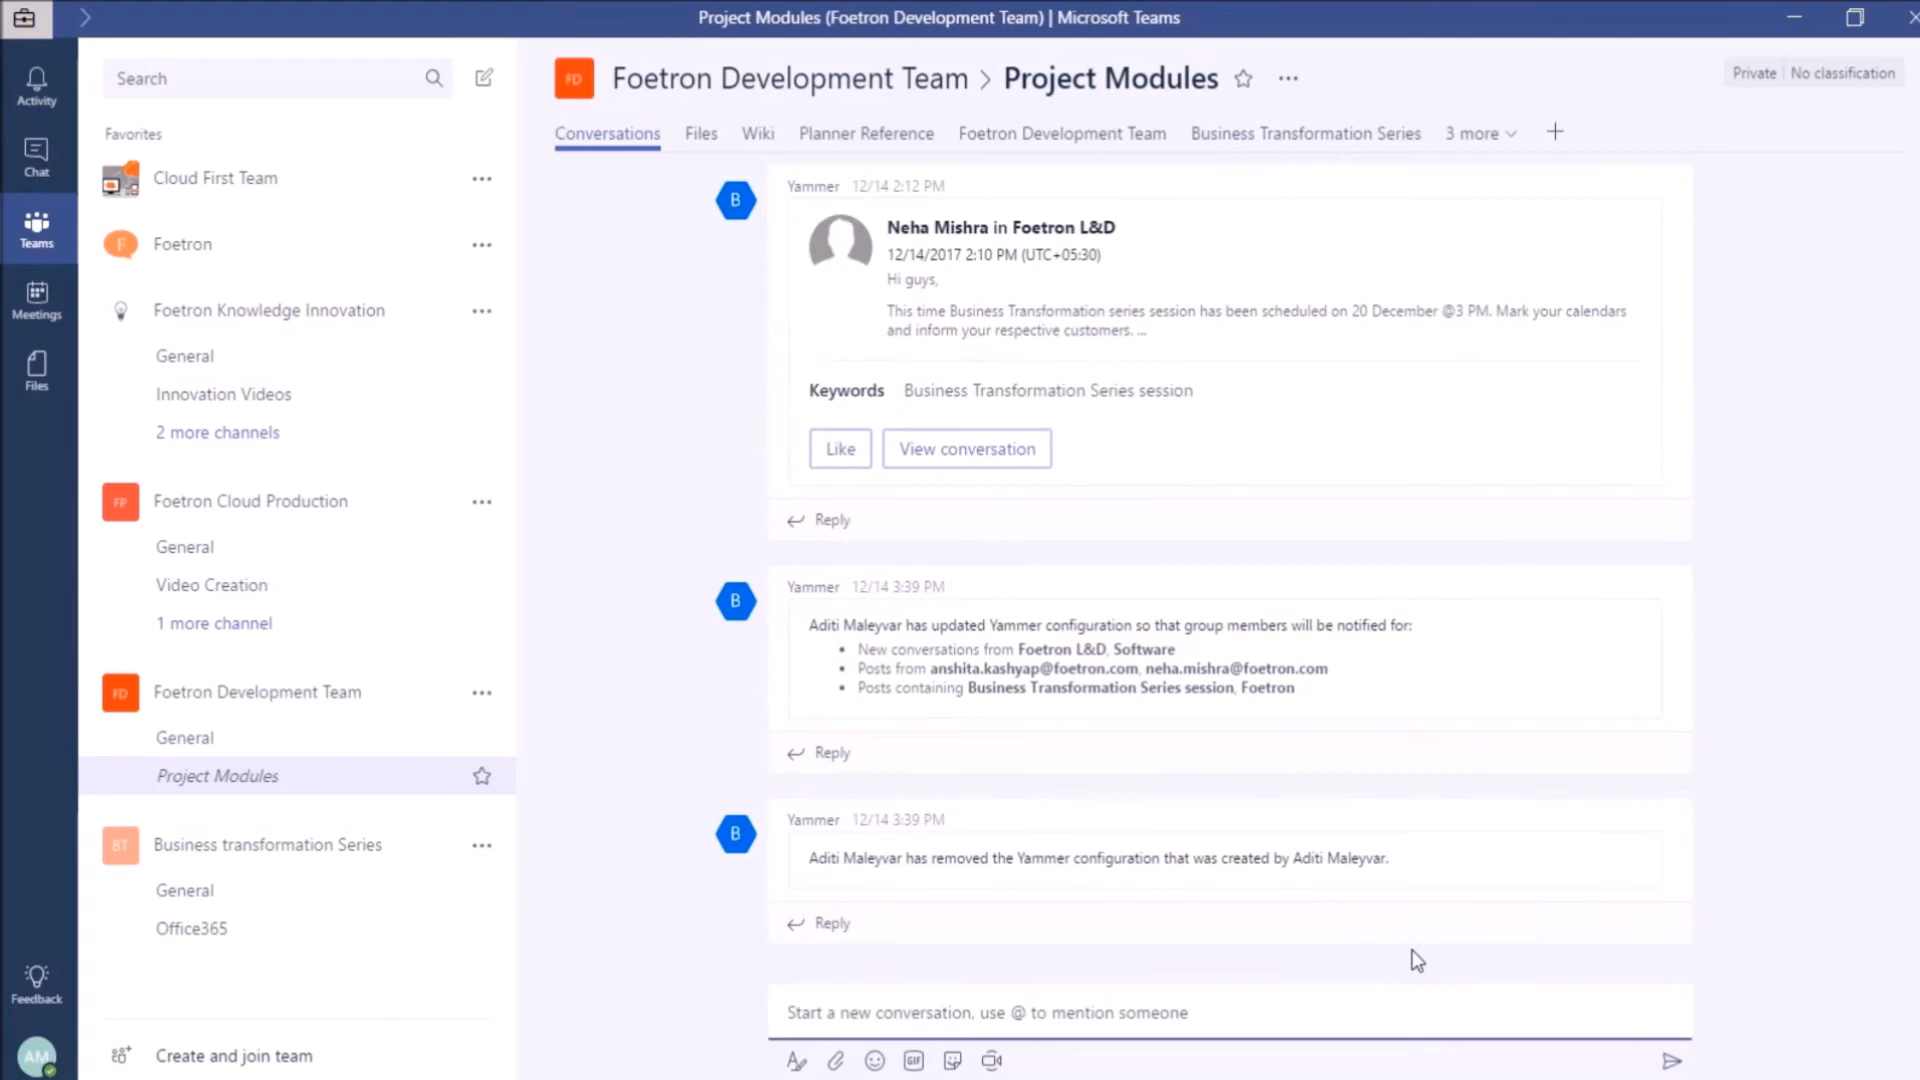 Project Modules (Foetron Development Team) | Microsoft Teams
Activity
Chat
Teams
Meetings
Files
Feedback
AM
Search
Favorites
Cloud First Team
F
Foetron
Foetron Knowledge Innovation
General
Innovation Videos
2 more channels
FP
Foetron Cloud Production
General
Video Creation
1 more channel
FD
Foetron Development Team
General
Project Modules
BT
Business transformation Series
General
Office365
Create and join team
FD
Foetron Development Team > Project Modules
Private
No classification
Conversations
Files
Wiki
Planner Reference
Foetron Development Team
Business Transformation Series
3 more
B
Yammer 12/14 2:12 PM
Neha Mishra in Foetron L&D
12/14/2017 2:10 PM (UTC+05:30)
Hi guys,
This time Business Transformation series session has been scheduled on 20 December @3 PM. Mark your calendars
and inform your respective customers. ...
Keywords Business Transformation Series session
Like
View conversation
Reply
B
Yammer 12/14 3:39 PM
Aditi Maleyvar has updated Yammer configuration so that group members will be notified for:
• New conversations from Foetron L&D, Software
• Posts from anshita.kashyap@foetron.com, neha.mishra@foetron.com
• Posts containing Business Transformation Series session, Foetron
Reply
B
Yammer 12/14 3:39 PM
Aditi Maleyvar has removed the Yammer configuration that was created by Aditi Maleyvar.
Reply
Start a new conversation, use @ to mention someone
GIF